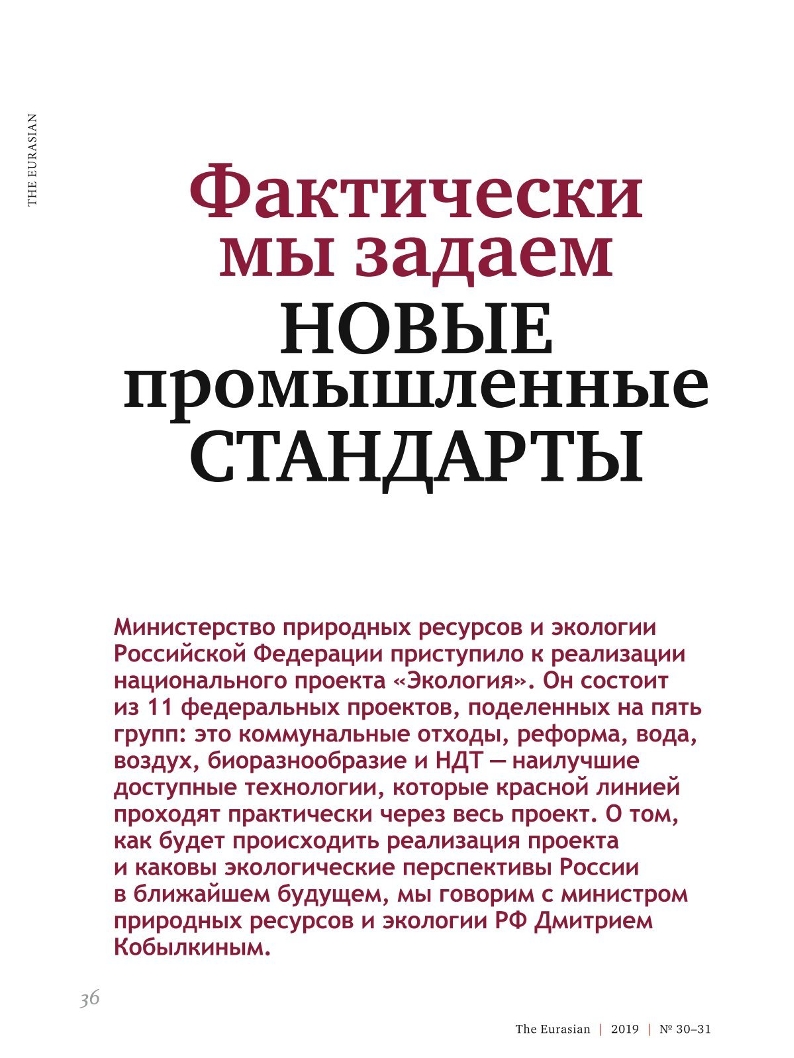 THE EURASIAN
Фактически
мы задаем
НОВЫЕ
промышленные
СТАНДАРТЫ
Министерство природных ресурсов и экологии
Российской Федерации приступило к реализации
национального проекта «Экология». Он состоит
из 11 федеральных проектов, поделенных на пять
групп: это коммунальные отходы, реформа, вода,
воздух, биоразнообразие и НДТ — наилучшие
доступные технологии, которые красной линией
проходят практически через весь проект. О том,
как будет происходить реализация проекта
и каковы экологические перспективы России
в ближайшем будущем, мы говорим с министром
природных ресурсов и экологии РФ Дмитрием
Кобылкиным.
36
The Eurasian | 2019 | № 30–31